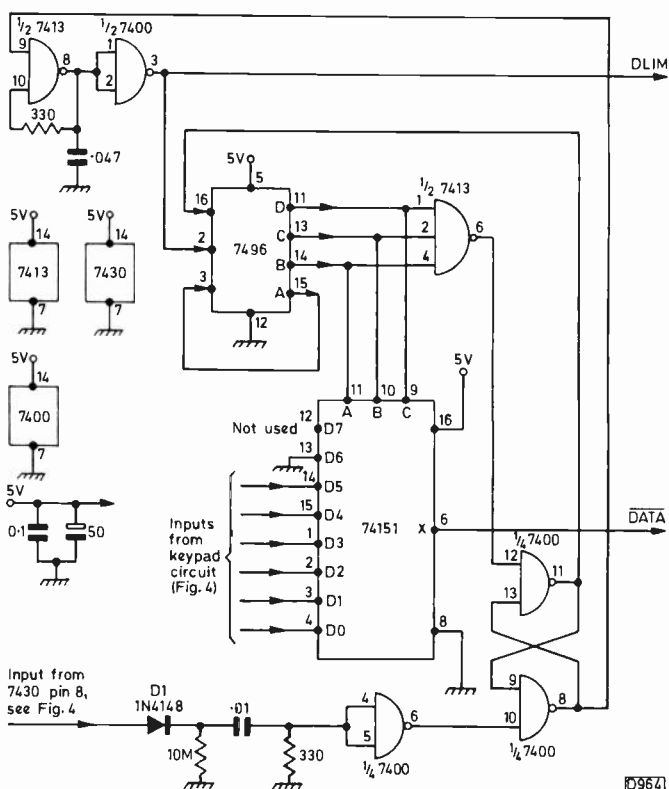 1/2 7413
1/2 7400
9
8
1
3
10
2
DLIM
330
·047
5V
5
16
D
11
1/2 7413
1
6
2
7496
C
13
2
B
14
4
3
A
15
12
5V
14
7413
7
5V
14
7430
7
5V
14
7400
7
5V
0·1
50
11
10
9
A
B
C
5V
16
Not used
12
D7
13
D6
14
D5
15
D4
1
D3
2
D2
3
D1
4
D0
Inputs
from
keypad
circuit
(Fig. 4)
74151
X
6
DATA
8
1/4 7400
12
11
13
9
8
10
1/4 7400
Input from
7430 pin 8,
see Fig. 4
D1
1N4148
·01
10M
330
4
6
5
1/4 7400
D964